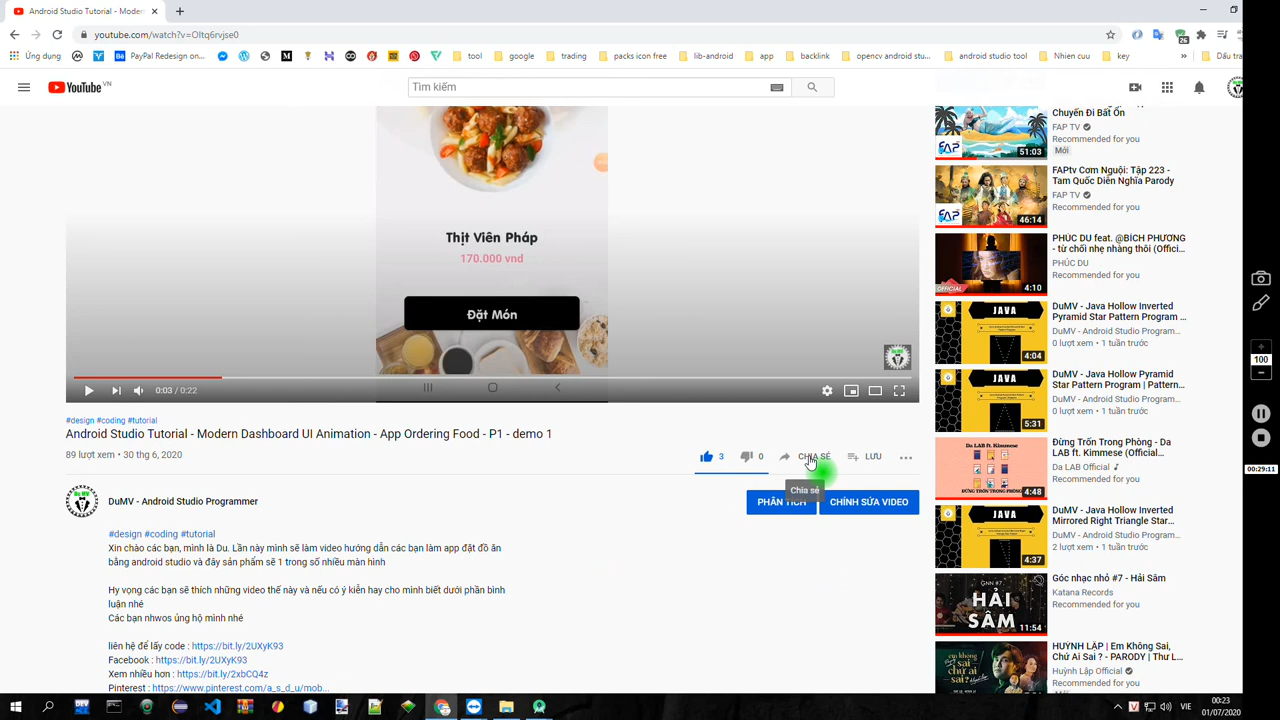 Android Studio Tutorial - Modern
youtube.com/watch?v=OItq6rvjse0
Ứng dụng
PayPal Redesign on...
tool
google
trading
packs icon free
lib-android
app
backlink
opencv android stu...
android studio tool
Nhien cuu
key
»
Dấu tra
YouTube VN
Tìm kiếm
Thịt Viên Pháp
170.000 vnd
Đặt Món
0:03 / 0:22
#design #coding #tutorial
Android Studio Tutorial - Modern Dashboard UI Animation - App Ordering Food - P1 - demo 1
89 lượt xem • 30 thg 6, 2020
3
0
CHIA SẺ
LƯU
Chia sẻ
DuMV - Android Studio Programmer
PHÂN TÍCH
CHỈNH SỬA VIDEO
#design #coding #tutorial
Xin chào các bạn, mình là Du. Lần này mình sẽ làm video hướng dẫn các bạn làm app đặt đồ ăn
bằng android studio và đây sản phẩm sẽ 1 trong số nhiều màn hình
Hy vọng các bạn sẽ thích những video thế này và nếu có ý kiến hay cho mình biết dưới phần bình
luận nhé
Các bạn nhwos ủng hộ mình nhé
liên hệ để lấy code : https://bit.ly/2UXyK93
Facebook : https://bit.ly/2UXyK93
Xem nhiều hơn : https://bit.ly/2xbCQ4z
Pinterest : https://www.pinterest.com/a_s_d_u/mob...
Chuyến Đi Bất Ổn
FAP TV
Recommended for you
Mới
51:03
FAPtv Cơm Nguội: Tập 223 -
Tam Quốc Diễn Nghĩa Parody
FAP TV
Recommended for you
46:14
PHÚC DU feat. @BÍCH PHƯƠNG
- từ chối nhẹ nhàng thôi (Offici...
PHÚC DU
Recommended for you
OFFICIAL
4:10
DuMV - Java Hollow Inverted
Pyramid Star Pattern Program ...
DuMV - Android Studio Program...
0 lượt xem • 1 tuần trước
JAVA
4:04
DuMV - Java Hollow Pyramid
Star Pattern Program | Pattern...
DuMV - Android Studio Program...
0 lượt xem • 1 tuần trước
JAVA
5:31
Đừng Trốn Trong Phòng - Da
LAB ft. Kimmese (Official...
Da LAB Official
Recommended for you
ĐỪNG TRỐN TRONG PHÒNG
4:48
DuMV - Java Hollow Inverted
Mirrored Right Triangle Star...
DuMV - Android Studio Program...
2 lượt xem • 1 tuần trước
JAVA
4:37
Góc nhạc nhỏ #7 - Hải Sâm
Katana Records
Recommended for you
GNN #7
HẢI
SÂM
11:54
HUỲNH LẬP | Em Không Sai,
Chứ Ai Sai ? - PARODY | Thư L...
Huỳnh Lập Official
Recommended for you
100
00:29:11
VIE
00:23
01/07/2020